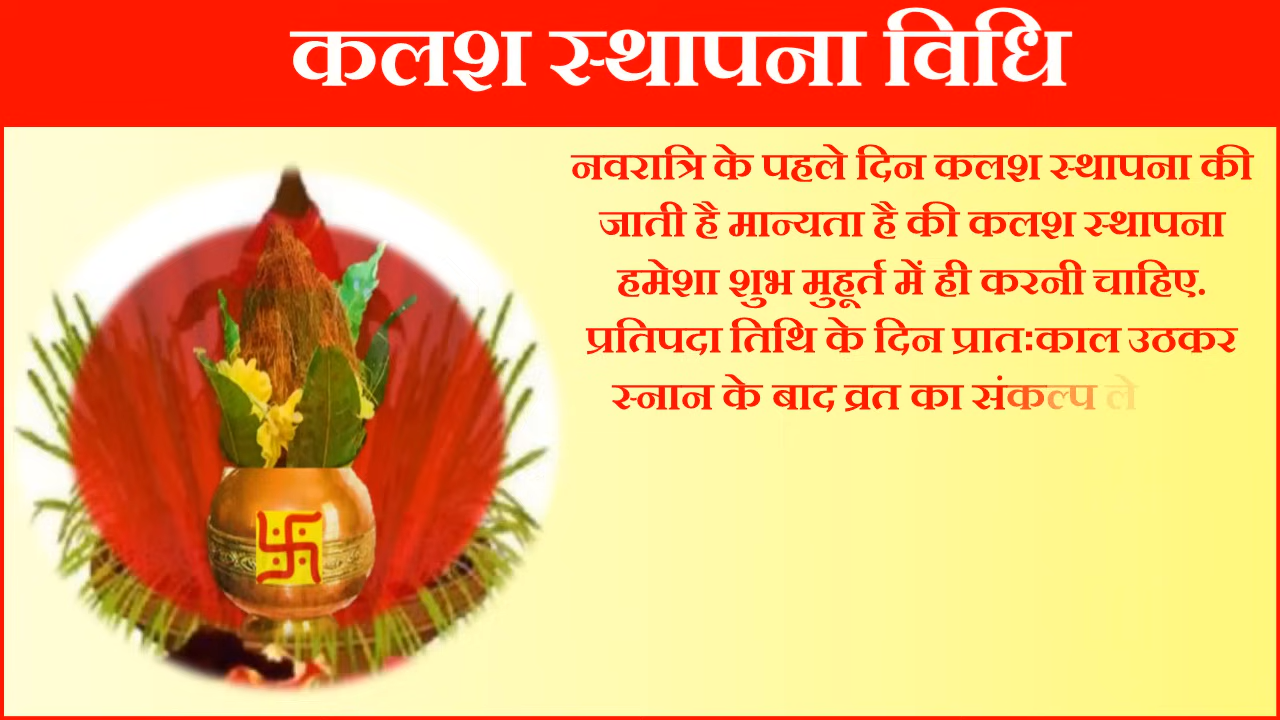 कलश स्थापना विधि
नवरात्रि के पहले दिन कलश स्थापना की
जाती है मान्यता है की कलश स्थापना
हमेशा शुभ मुहूर्त में ही करनी चाहिए.
प्रतिपदा तिथि के दिन प्रातःकाल उठकर
स्नान के बाद व्रत का संकल्प ले